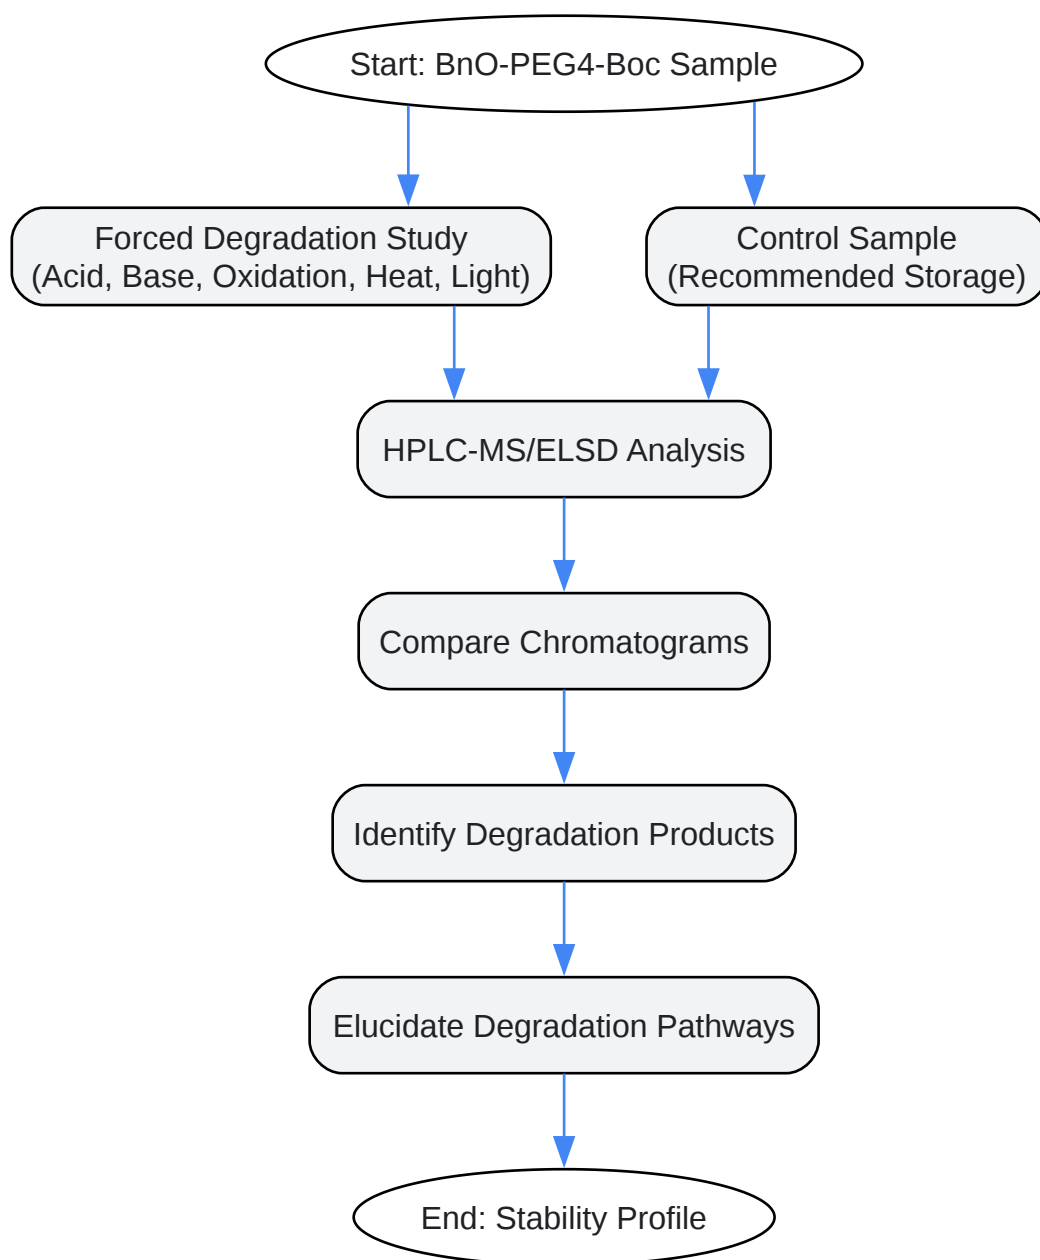 Start: BnO-PEG4-Boc Sample
Forced Degradation Study
(Acid, Base, Oxidation, Heat, Light)
Control Sample
(Recommended Storage)
HPLC-MS/ELSD Analysis
Compare Chromatograms
Identify Degradation Products
Elucidate Degradation Pathways
End: Stability Profile